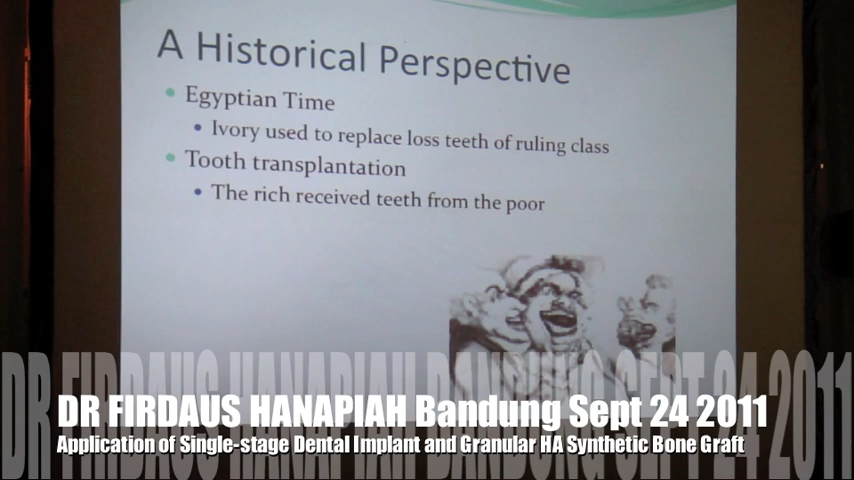 A Historical Perspective
Egyptian Time
Ivory used to replace loss teeth of ruling class
Tooth transplantation
The rich received teeth from the poor
DR FIRDAUS HANAPIAH BANDUNG SEPT 24 2011
DR FIRDAUS HANAPIAH Bandung Sept 24 2011
Application of Single-stage Dental Implant and Granular HA Synthetic Bone Graft